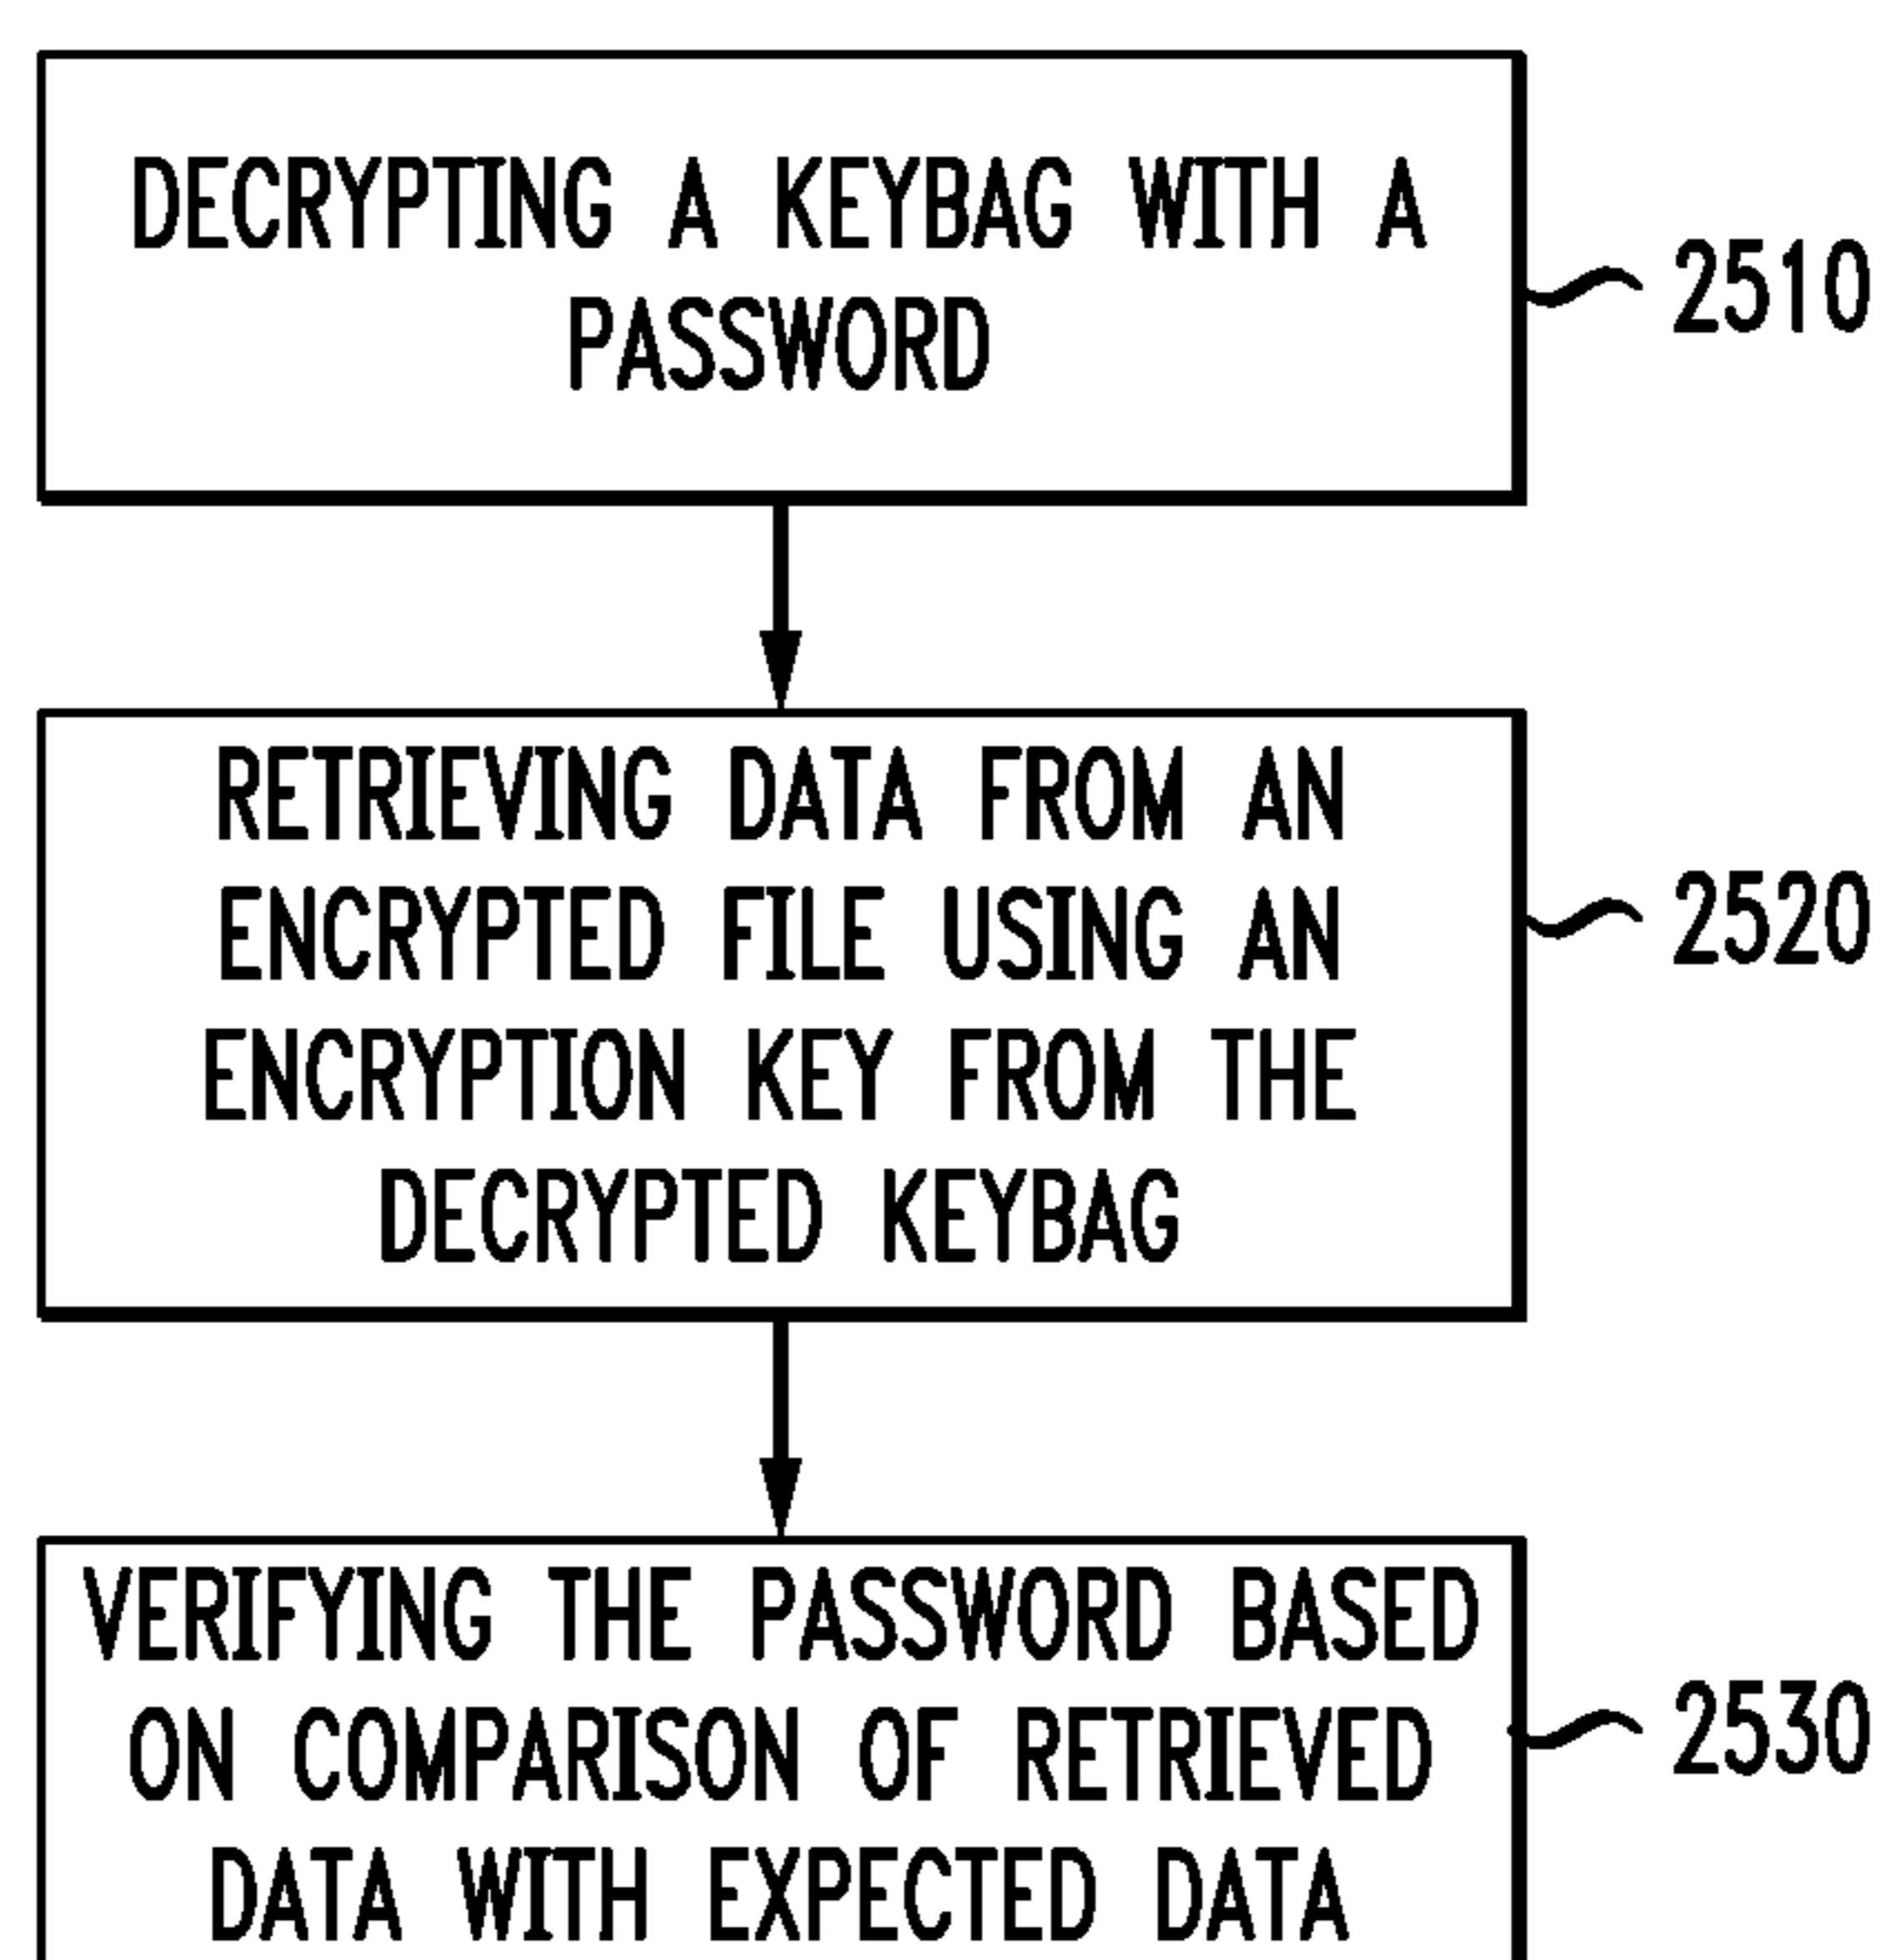 DECRYPTING A KEYBAG WITH A
PASSWORD
2510
RETRIEVING DATA FROM AN
ENCRYPTED FILE USING AN
ENCRYPTION KEY FROM THE
DECRYPTED KEYBAG
2520
VERIFYING THE PASSWORD BASED
ON COMPARISON OF RETRIEVED
DATA WITH EXPECTED DATA
2530